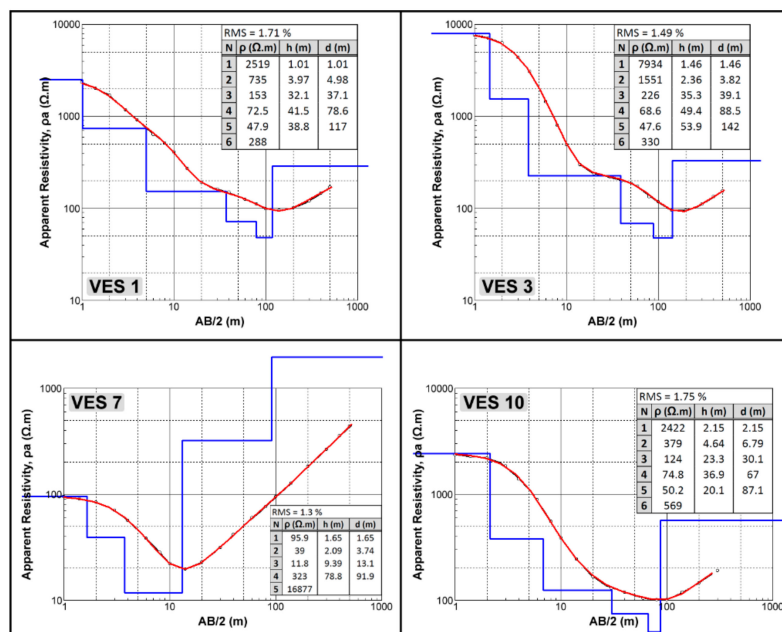 RMS = 1.71 %
N ρ (Ω.m) h (m) d (m)
1 2519 1.01 1.01
2 735 3.97 4.98
3 153 32.1 37.1
4 72.5 41.5 78.6
5 47.9 38.8 117
6 288
10000
1000
100
10
Apparent Resistivity, ρa (Ω.m)
VES 1
1 10 100 1000
AB/2 (m)
RMS = 1.49 %
N ρ (Ω.m) h (m) d (m)
1 7934 1.46 1.46
2 1551 2.36 3.82
3 226 35.3 39.1
4 68.6 49.4 88.5
5 47.6 53.9 142
6 330
10000
1000
100
10
Apparent Resistivity, ρa (Ω.m)
VES 3
1 10 100 1000
AB/2 (m)
VES 7
1000
100
10
Apparent Resistivity, ρa (Ω.m)
RMS = 1.3 %
N ρ (Ω.m) h (m) d (m)
1 95.9 1.65 1.65
2 39 2.09 3.74
3 11.8 9.39 13.1
4 323 78.8 91.9
5 16877
1 10 100 1000
AB/2 (m)
VES 10
RMS = 1.75 %
N ρ (Ω.m) h (m) d (m)
1 2422 2.15 2.15
2 379 4.64 6.79
3 124 23.3 30.1
4 74.8 36.9 67
5 50.2 20.1 87.1
6 569
10000
1000
100
Apparent Resistivity, ρa (Ω.m)
1 10 100 1000
AB/2 (m)